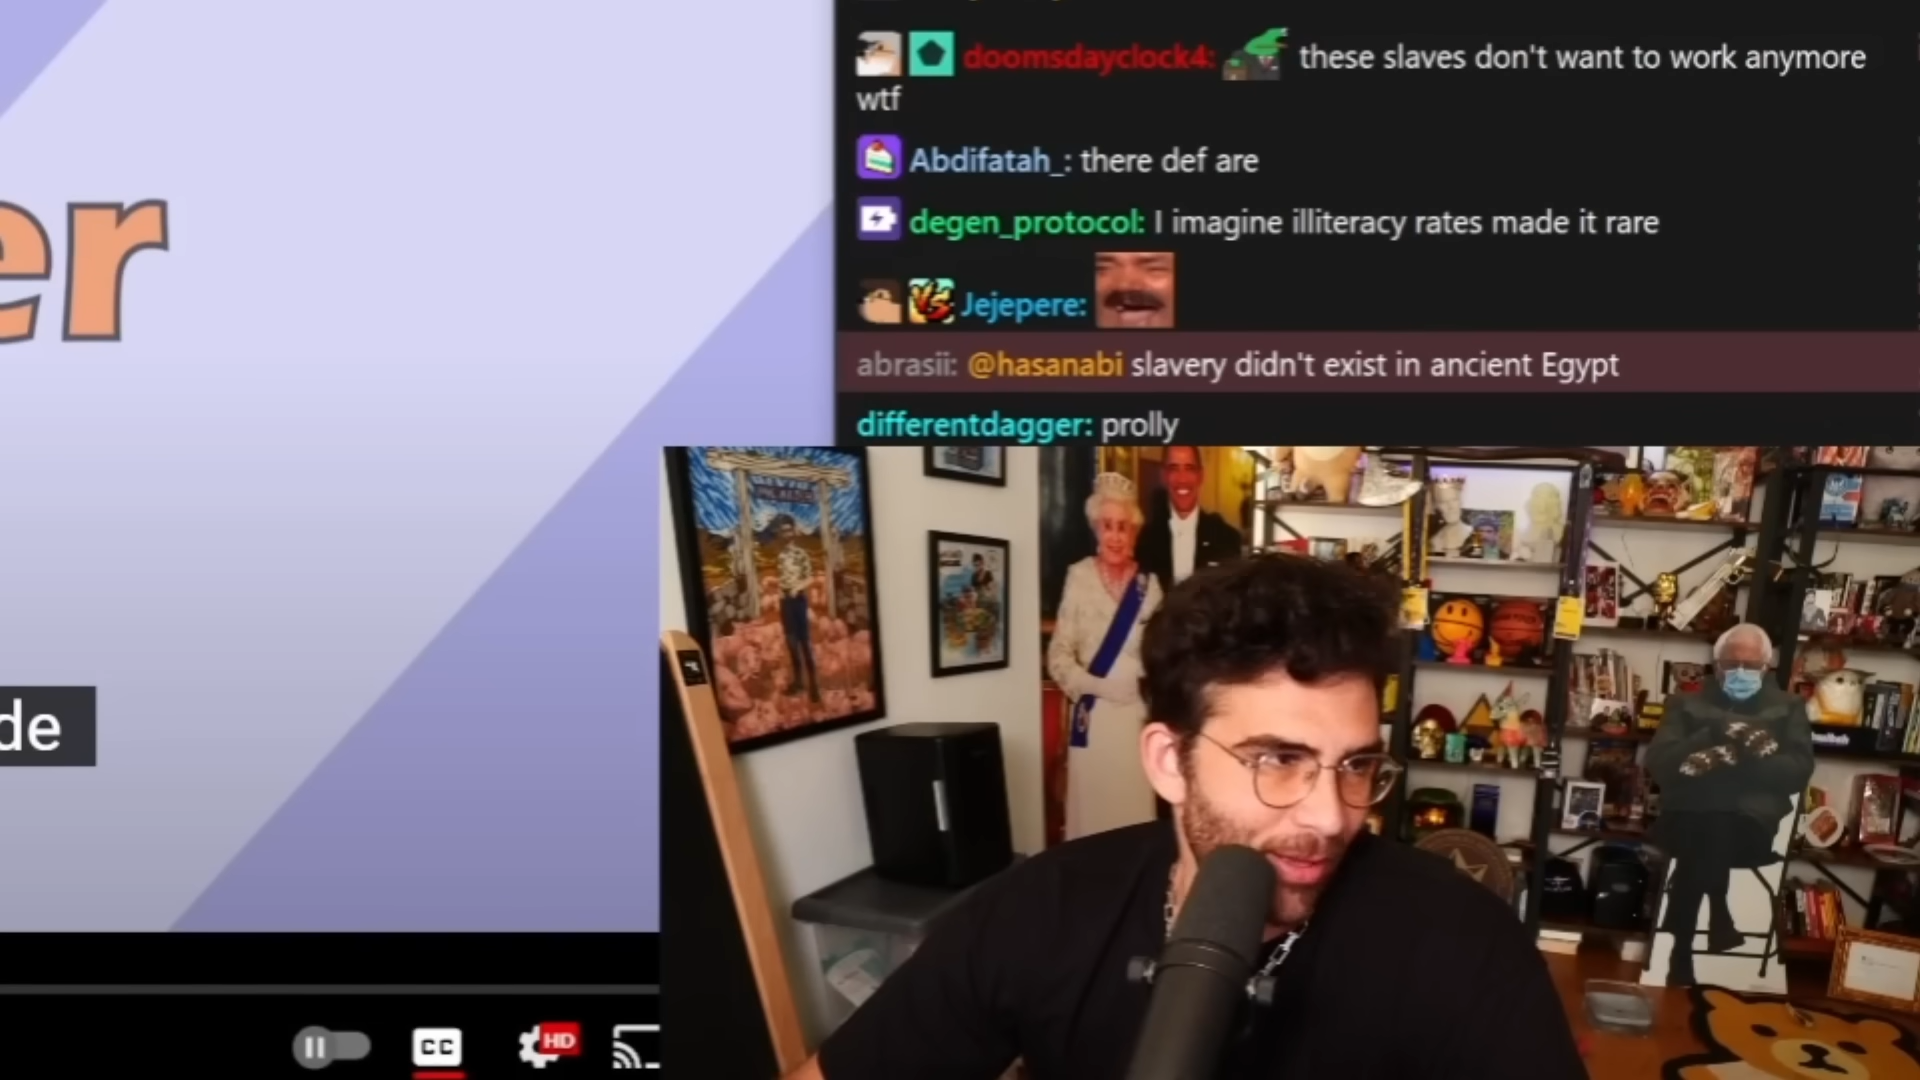 doomsdayclock4: these slaves don't want to work anymore
wtf
Abdifatah_: there def are
degen_protocol: I imagine illiteracy rates made it rare
VS Jejepere:
abrasii: @hasanabi slavery didn't exist in ancient Egypt
differentdagger: prolly
er
de
CC
HD